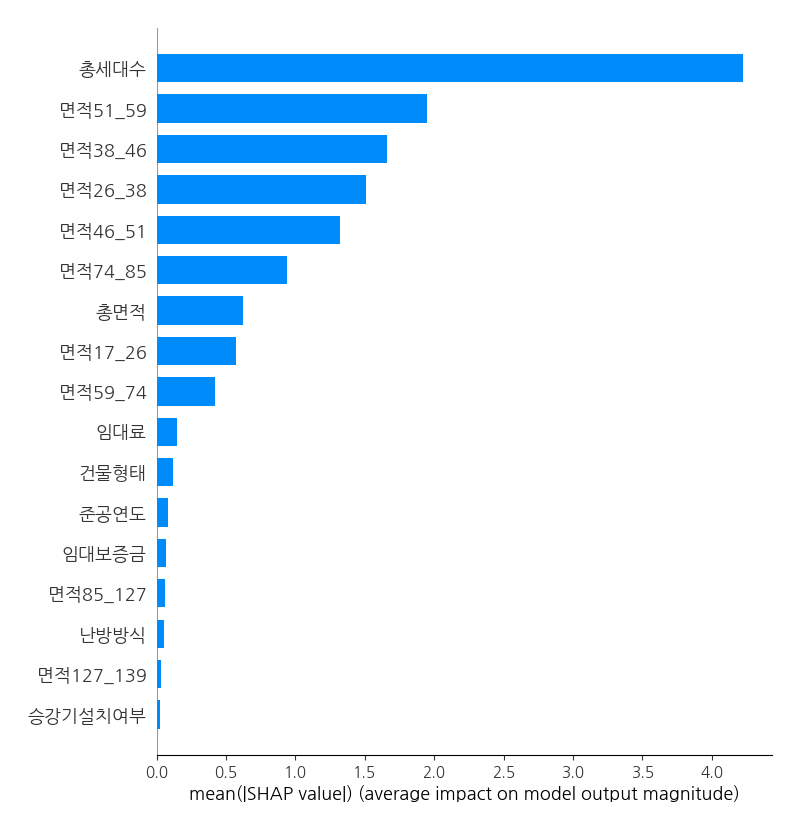 총세대수
면적51_59
면적38_46
면적26_38
면적46_51
면적74_85
총면적
면적17_26
면적59_74
임대료
건물형태
준공연도
임대보증금
면적85_127
난방방식
면적127_139
승강기설치여부
0.0 0.5 1.0 1.5 2.0 2.5 3.0 3.5 4.0
mean(|SHAP value|) (average impact on model output magnitude)